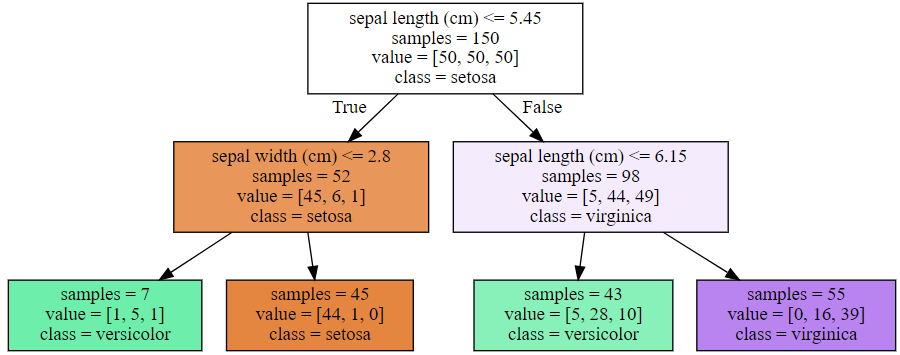 sepal length (cm) <= 5.45
samples = 150
value = [50, 50, 50]
class = setosa
True
False
sepal width (cm) <= 2.8
samples = 52
value = [45, 6, 1]
class = setosa
sepal length (cm) <= 6.15
samples = 98
value = [5, 44, 49]
class = virginica
samples = 7
value = [1, 5, 1]
class = versicolor
samples = 45
value = [44, 1, 0]
class = setosa
samples = 43
value = [5, 28, 10]
class = versicolor
samples = 55
value = [0, 16, 39]
class = virginica